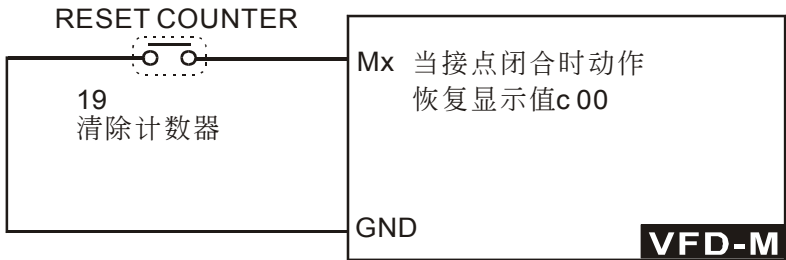 RESET COUNTER
19
清除计数器
Mx 当接点闭合时动作
恢复显示值c 00
GND
VFD-M